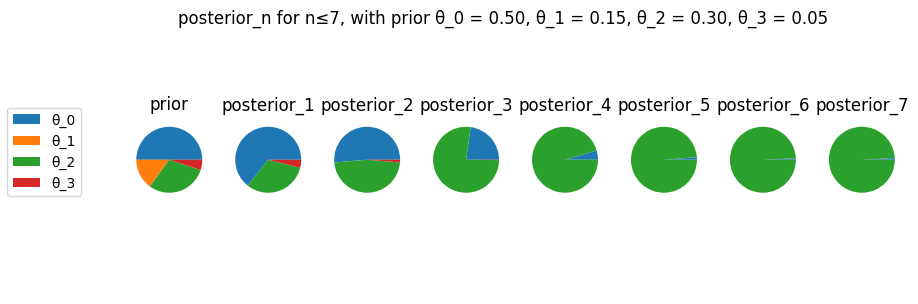 posterior_n for n≤7, with prior θ_0 = 0.50, θ_1 = 0.15, θ_2 = 0.30, θ_3 = 0.05
prior posterior_1 posterior_2 posterior_3 posterior_4 posterior_5 posterior_6 posterior_7
θ_0
θ_1
θ_2
θ_3